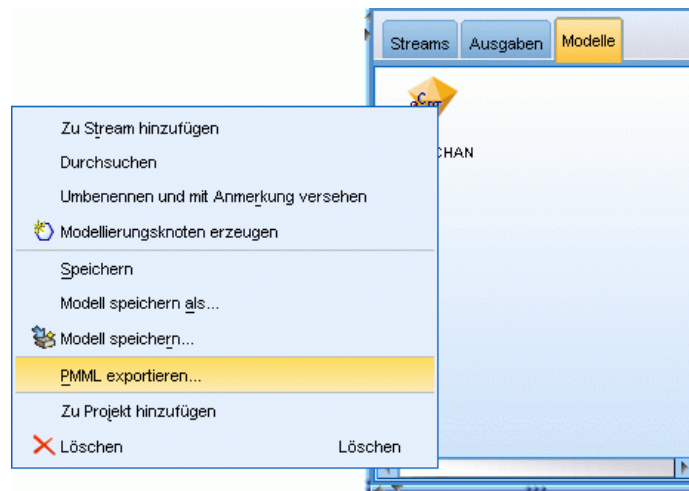 Streams Ausgaben Modelle
CHAN
Zu Stream hinzufügen
Durchsuchen
Umbenennen und mit Anmerkung versehen
Modellierungsknoten erzeugen
Speichern
Modell speichern als...
Modell speichern...
PMML exportieren...
Zu Projekt hinzufügen
Löschen Löschen